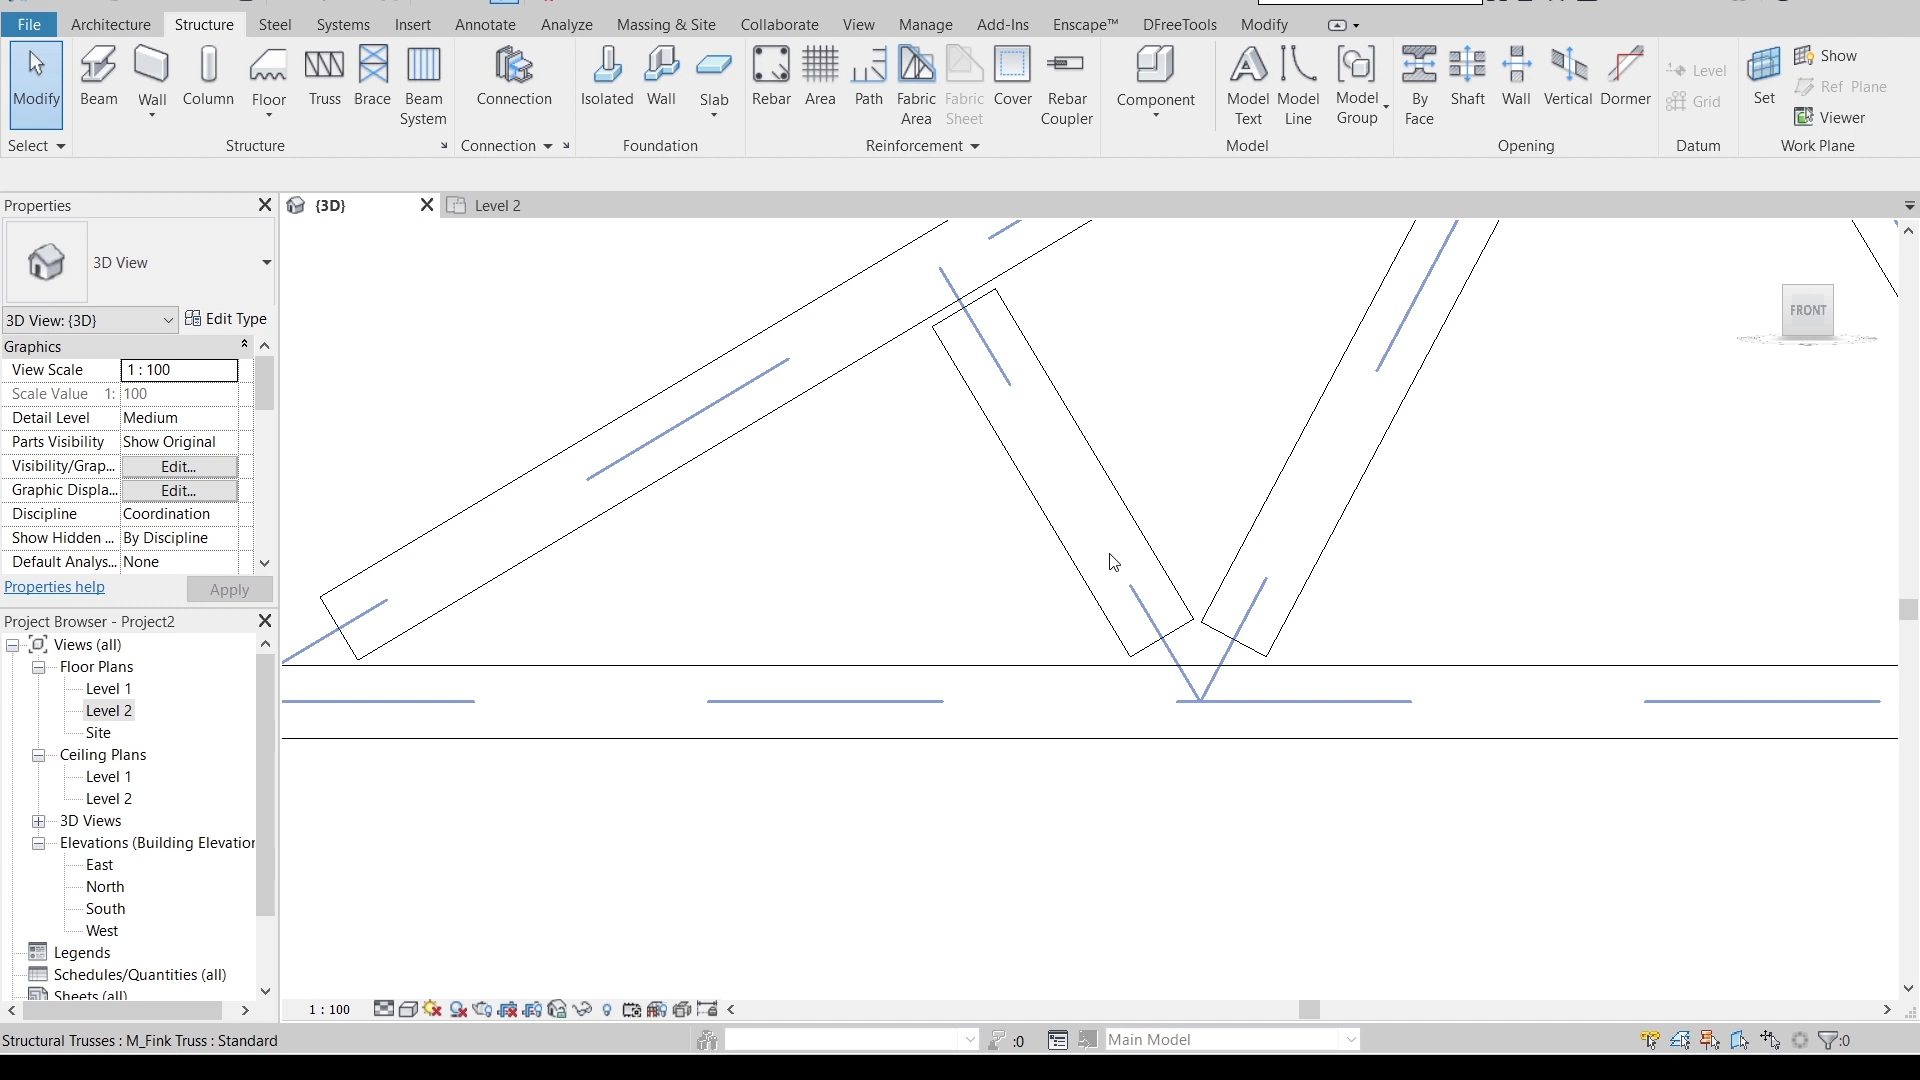 File Architecture Structure Steel Systems Insert Annotate Analyze Massing & Site Collaborate View Manage Add-Ins Enscape™ DFreeTools Modify
Modify Beam Wall Column Floor Truss Brace Beam System Connection Isolated Wall Slab Rebar Area Path Fabric Area Fabric Sheet Cover Rebar Coupler Component Model Text Model Line Model Group By Face Shaft Wall Vertical Dormer Level Grid Set Show Ref Plane Viewer
Select Structure Connection Foundation Reinforcement Model Opening Datum Work Plane
Properties
{3D} Level 2
3D View
3D View: {3D} Edit Type
Graphics
View Scale 1 : 100
Scale Value 1: 100
Detail Level Medium
Parts Visibility Show Original
Visibility/Grap... Edit...
Graphic Displa... Edit...
Discipline Coordination
Show Hidden ... By Discipline
Default Analys... None
Properties help Apply
Project Browser - Project2
Views (all)
Floor Plans
Level 1
Level 2
Site
Ceiling Plans
Level 1
Level 2
3D Views
Elevations (Building Elevation
East
North
South
West
Legends
Schedules/Quantities (all)
Sheets (all)
FRONT
1 : 100
Structural Trusses : M_Fink Truss : Standard
:0 Main Model :0